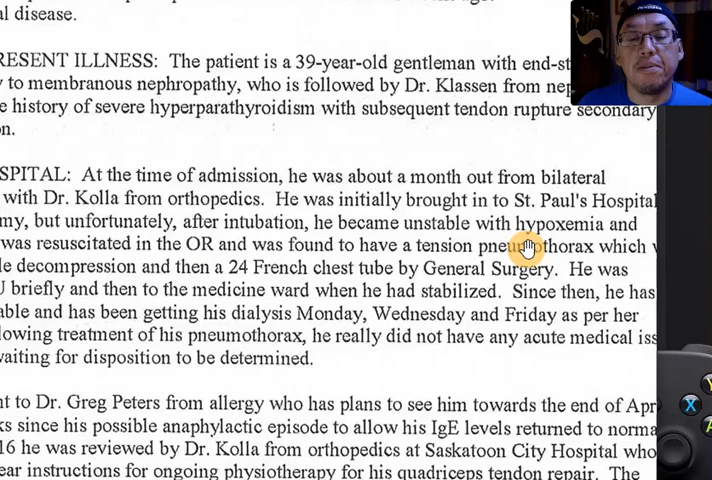 al disease.
RESENT ILLNESS: The patient is a 39-year-old gentleman with end-st
y to membranous nephropathy, who is followed by Dr. Klassen from nep
e history of severe hyperparathyroidism with subsequent tendon rupture secondary
n.
SPITAL: At the time of admission, he was about a month out from bilateral
with Dr. Kolla from orthopedics. He was initially brought in to St. Paul's Hospital
my, but unfortunately, after intubation, he became unstable with hypoxemia and
was resuscitated in the OR and was found to have a tension pneumothorax which
le decompression and then a 24 French chest tube by General Surgery. He was
U briefly and then to the medicine ward when he had stabilized. Since then, he has
able and has been getting his dialysis Monday, Wednesday and Friday as per her
lowing treatment of his pneumothorax, he really did not have any acute medical iss
vaiting for disposition to be determined.
nt to Dr. Greg Peters from allergy who has plans to see him towards the end of Apr
ks since his possible anaphylactic episode to allow his IgE levels returned to norma
16 he was reviewed by Dr. Kolla from orthopedics at Saskatoon City Hospital who
ear instructions for ongoing physiotherapy for his quadriceps tendon repair. The
X
Y
A